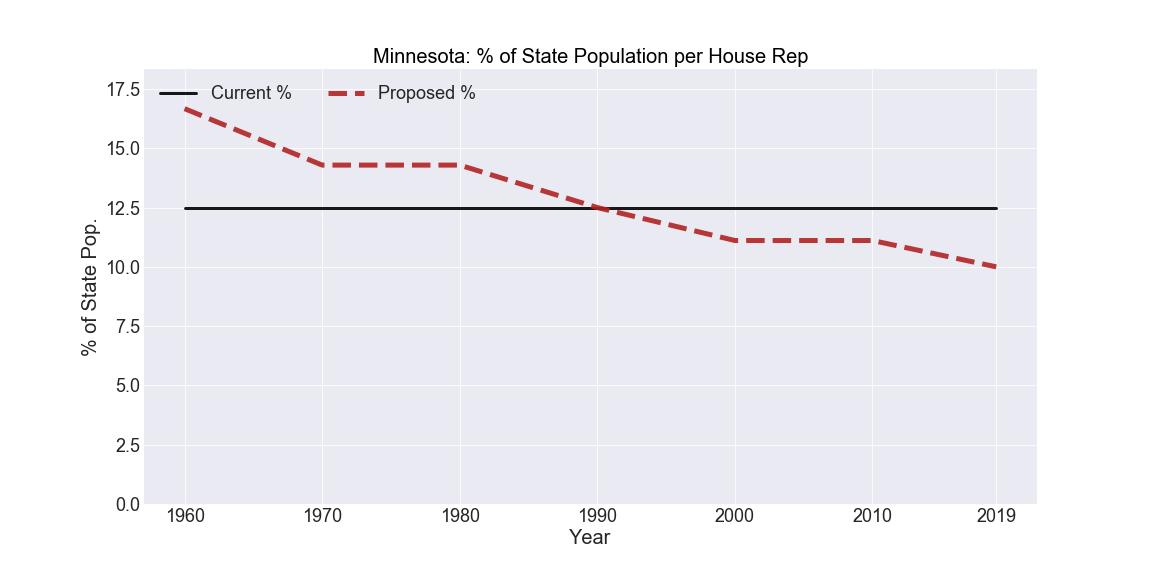 Minnesota: % of State Population per House Rep
Current %
Proposed %
% of State Pop.
17.5
15.0
12.5
10.0
7.5
5.0
2.5
0.0
1960 1970 1980 1990 2000 2010 2019
Year